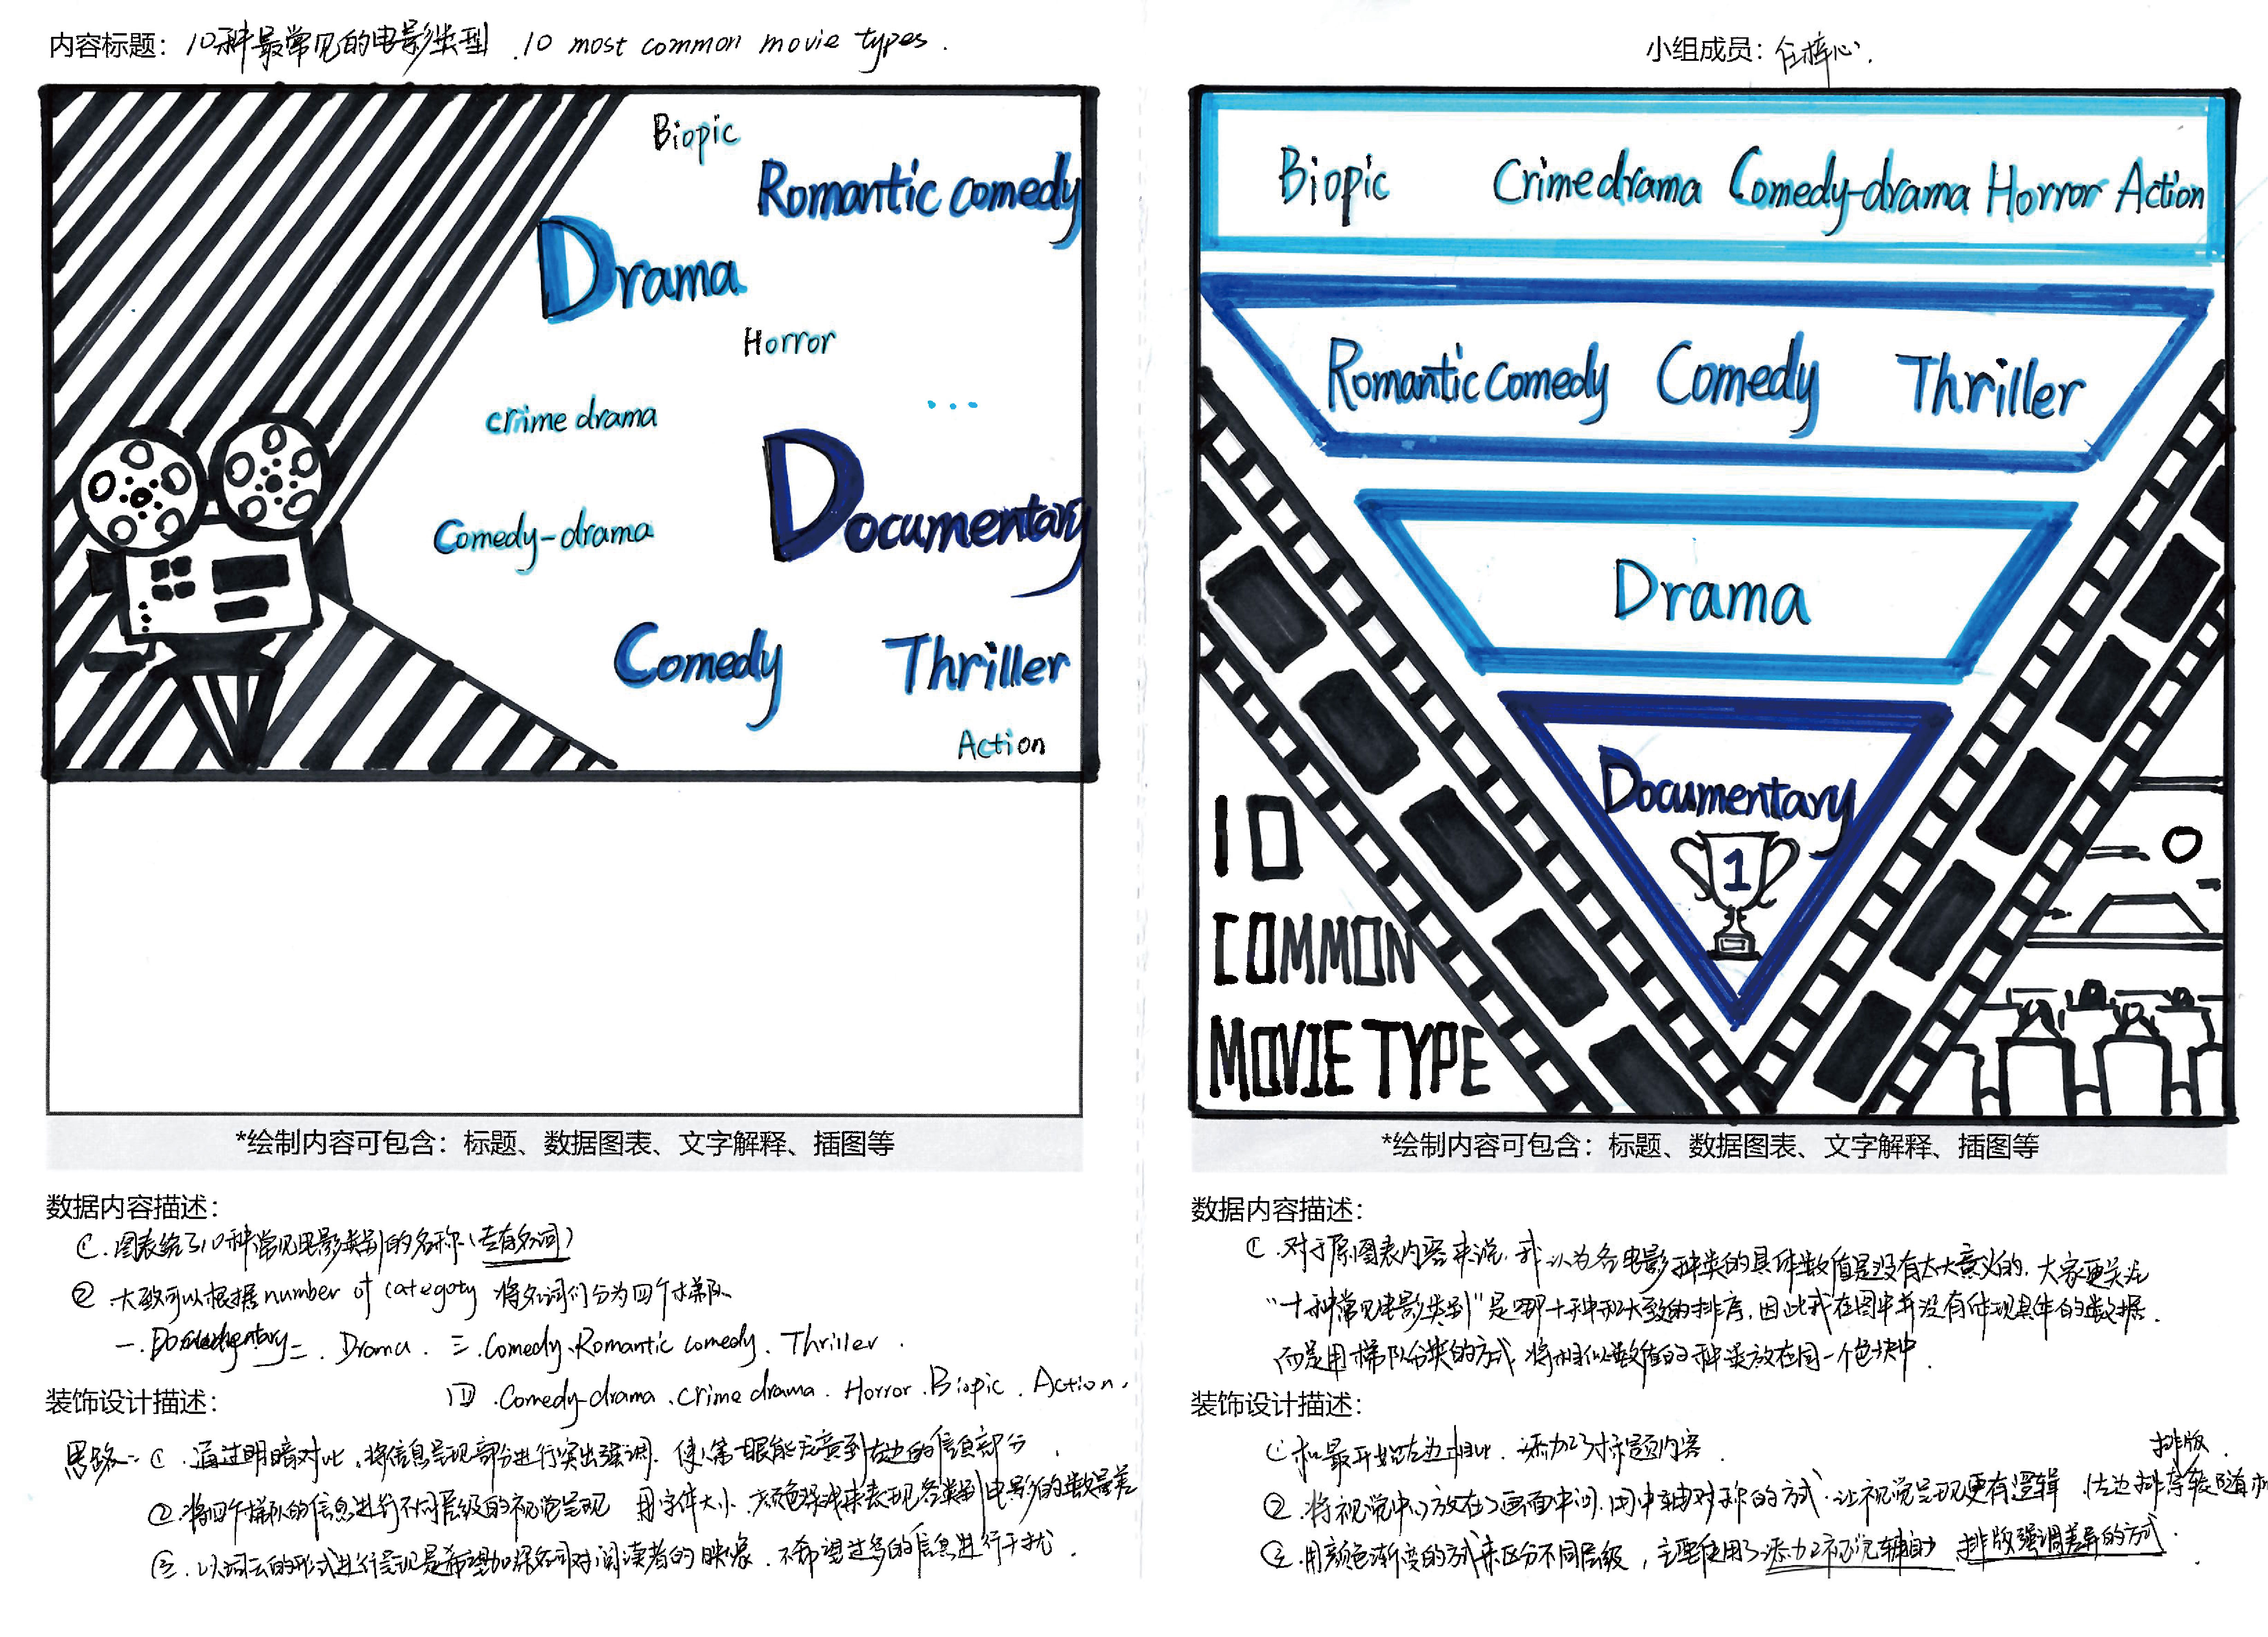 内容标题：10种最常见的电影类型 .10 most common movie types .
Biopic
Romantic comedy
Drama
Horror
crime drama
...
Documentary
Comedy-drama
Comedy
Thriller
Action
*绘制内容可包含：标题、数据图表、文字解释、插图等
数据内容描述：
①.图表给了10种常见电影类别的名称（专有名词）
②.大致可以根据number of categoty 将名词们分为四个梯队
一.Documentary 二.Drama. 三.Comedy、Romantic comedy、Thriller.
四.Comedy-drama、crime drama、Horror.Biopic.Action.
装饰设计描述：
思路：①.通过明暗对比，将信息呈现部分进行突出强调，使人第一眼能注意到右边的信息部分.
②.将四个梯队的信息进行不同层级的视觉呈现 用字体大小、颜色深浅来表现各类别电影的数量差
③.以词云的形式进行呈现是希望加深名词对阅读者的映像，不希望过多的信息进行干扰.
小组成员：任梓心.
Biopic Crime drama Comedy-drama Horror Action
Romantic comedy Comedy Thriller
Drama
Documentary
1
10
COMMON
MOVIE TYPE
*绘制内容可包含：标题、数据图表、文字解释、插图等
数据内容描述：
①.对于原图表内容来说，我认为各电影种类的具体数值是没有太大意义的，大家更关注
“十种常见电影类别”是哪十种和大致的排序，因此我在图中并没有体现具体的数据.
而是用梯队分类的方式，将相似数值的种类放在同一个色块中.
装饰设计描述：
①和最开始左边相比，添加了对标题内容 排版.
②.将视觉中心放在了画面中间，用中轴对称的方式，让视觉呈现更有逻辑（左边排序较随
③.用颜色渐变的方式来区分不同层级，主要使用了添加视觉辅助、排版强调差异的方式.